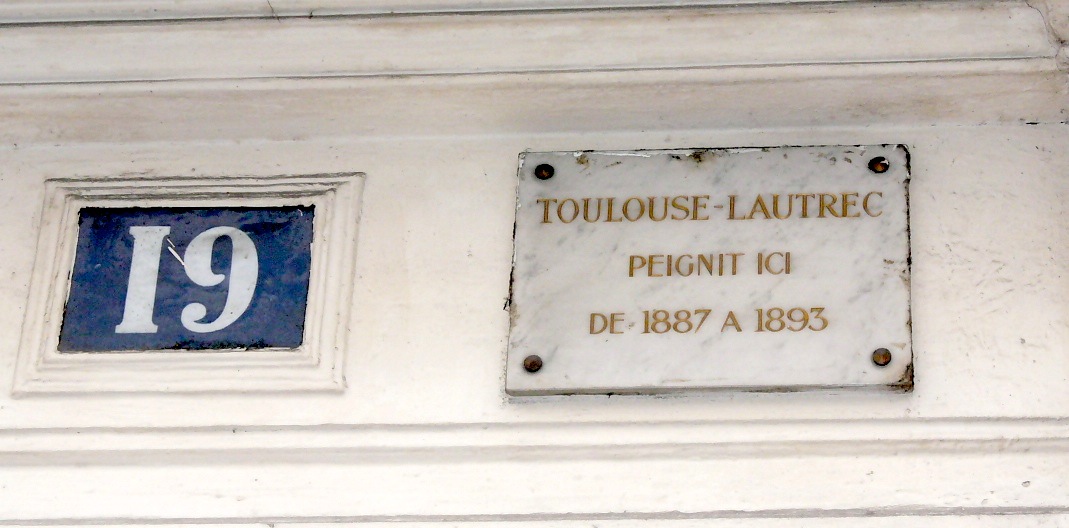 19
TOULOUSE-LAUTREC
PEIGNIT ICI
DE 1887 A 1893